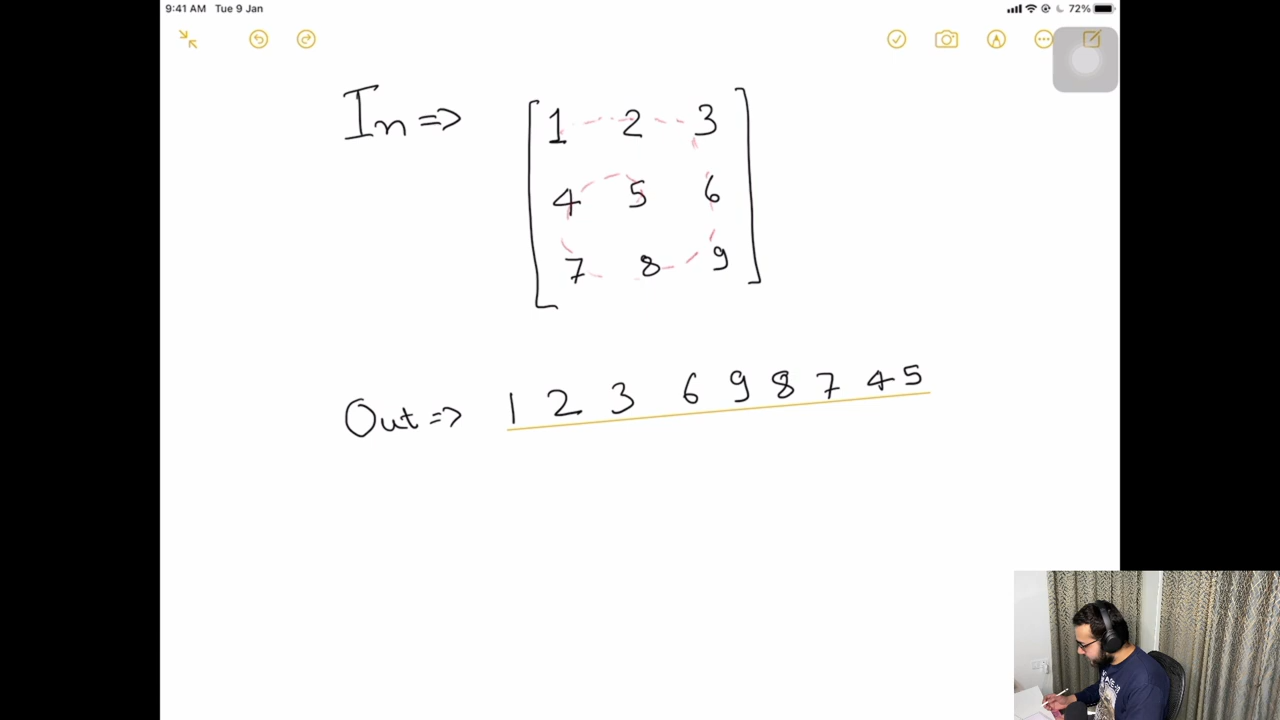 9:41 AM Tue 9 Jan 72%
In => [1 2 3
4 5 6
7 8 9]
Out => 1 2 3 6 9 8 7 4 5